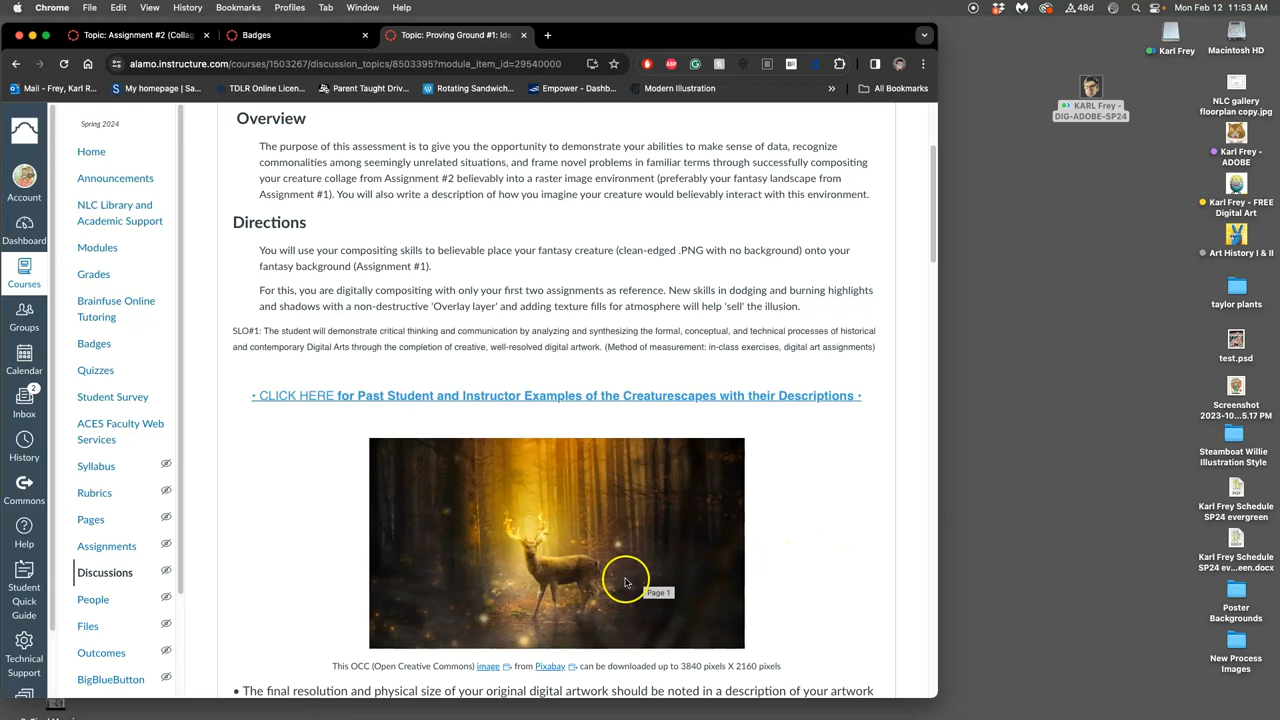 Chrome File Edit View History Bookmarks Profiles Tab Window Help
48d Mon Feb 12 11:53 AM
Topic: Assignment #2 (Collag
Badges
Topic: Proving Ground #1: Ide
alamo.instructure.com/courses/1503267/discussion_topics/8503395?module_item_id=29540000
Mail - Frey, Karl R...
My homepage | Sa...
TDLR Online Licen...
Parent Taught Driv...
Rotating Sandwich...
Empower - Dashb...
Modern Illustration
»
All Bookmarks
Account
Dashboard
Courses
Groups
Calendar
2
Inbox
History
Commons
Help
Student
Quick
Guide
Technical
Support
Spring 2024
Home
Announcements
NLC Library and
Academic Support
Modules
Grades
Brainfuse Online
Tutoring
Badges
Quizzes
Student Survey
ACES Faculty Web
Services
Syllabus
Rubrics
Pages
Assignments
Discussions
People
Files
Outcomes
BigBlueButton
Overview
The purpose of this assessment is to give you the opportunity to demonstrate your abilities to make sense of data, recognize
commonalities among seemingly unrelated situations, and frame novel problems in familiar terms through successfully compositing
your creature collage from Assignment #2 believably into a raster image environment (preferably your fantasy landscape from
Assignment #1). You will also write a description of how you imagine your creature would believably interact with this environment.
Directions
You will use your compositing skills to believable place your fantasy creature (clean-edged .PNG with no background) onto your
fantasy background (Assignment #1).
For this, you are digitally compositing with only your first two assignments as reference. New skills in dodging and burning highlights
and shadows with a non-destructive 'Overlay layer' and adding texture fills for atmosphere will help 'sell' the illusion.
SLO#1: The student will demonstrate critical thinking and communication by analyzing and synthesizing the formal, conceptual, and technical processes of historical
and contemporary Digital Arts through the completion of creative, well-resolved digital artwork. (Method of measurement: in-class exercises, digital art assignments)
• CLICK HERE for Past Student and Instructor Examples of the Creaturescapes with their Descriptions •
Page 1
This OCC (Open Creative Commons) image from Pixabay can be downloaded up to 3840 pixels X 2160 pixels
• The final resolution and physical size of your original digital artwork should be noted in a description of your artwork
KARL Frey -
DIG-ADOBE-SP24
Karl Frey
Macintosh HD
NLC gallery
floorplan copy.jpg
Karl Frey -
ADOBE
Karl Frey - FREE
Digital Art
Art History I & II
taylor plants
test.psd
Screenshot
2023-10...5.17 PM
Steamboat Willie
Illustration Style
Karl Frey Schedule
SP24 evergreen
Karl Frey Schedule
SP24 ev...een.docx
Poster
Backgrounds
New Process
Images